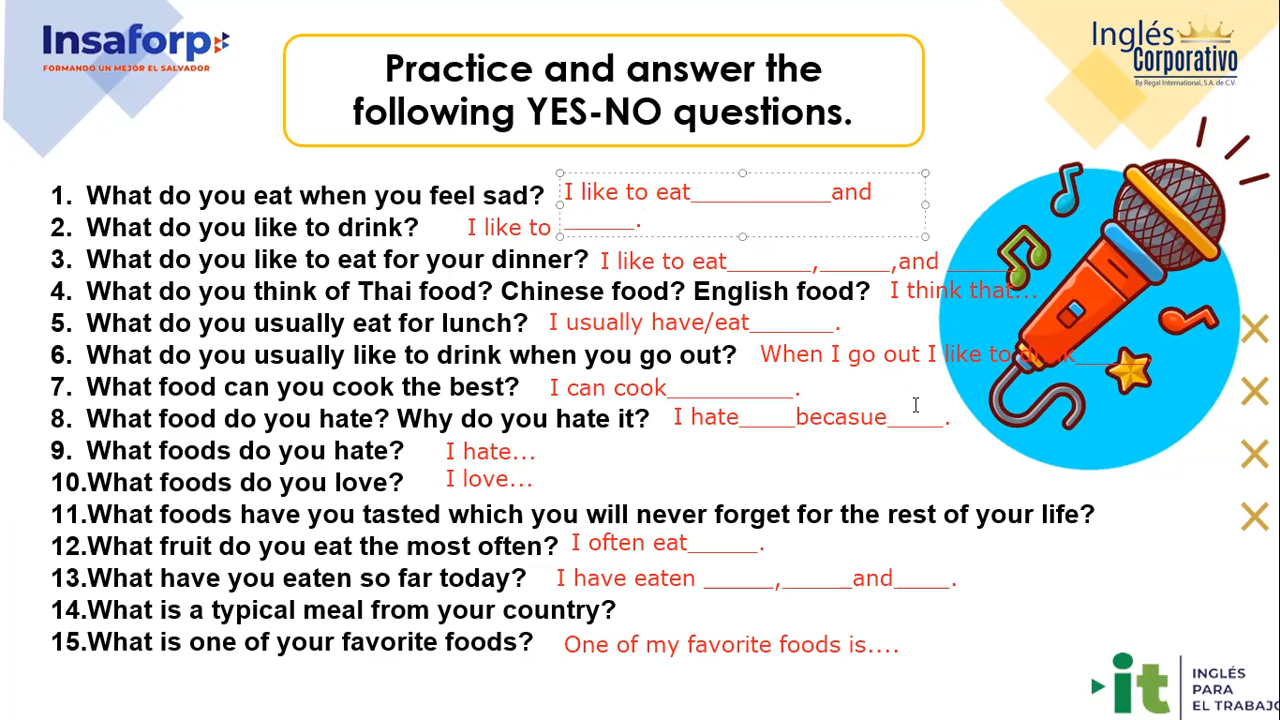 Insaforp
FORMANDO UN MEJOR EL SALVADOR
Inglés
Corporativo
By Regal International, S.A. de C.V.
Practice and answer the
following YES-NO questions.
1. What do you eat when you feel sad? I like to eat___________and
______.
2. What do you like to drink? I like to
3. What do you like to eat for your dinner? I like to eat______,_____,and _____
4. What do you think of Thai food? Chinese food? English food? I think that...
5. What do you usually eat for lunch? I usually have/eat______.
6. What do you usually like to drink when you go out? When I go out I like to drink____
7. What food can you cook the best? I can cook_________.
8. What food do you hate? Why do you hate it? I hate____becasue____.
9. What foods do you hate? I hate...
10.What foods do you love? I love...
11.What foods have you tasted which you will never forget for the rest of your life?
12.What fruit do you eat the most often? I often eat_____.
13.What have you eaten so far today? I have eaten _____,_____and____.
14.What is a typical meal from your country?
15.What is one of your favorite foods? One of my favorite foods is....
it
INGLÉS
PARA
EL TRABAJO